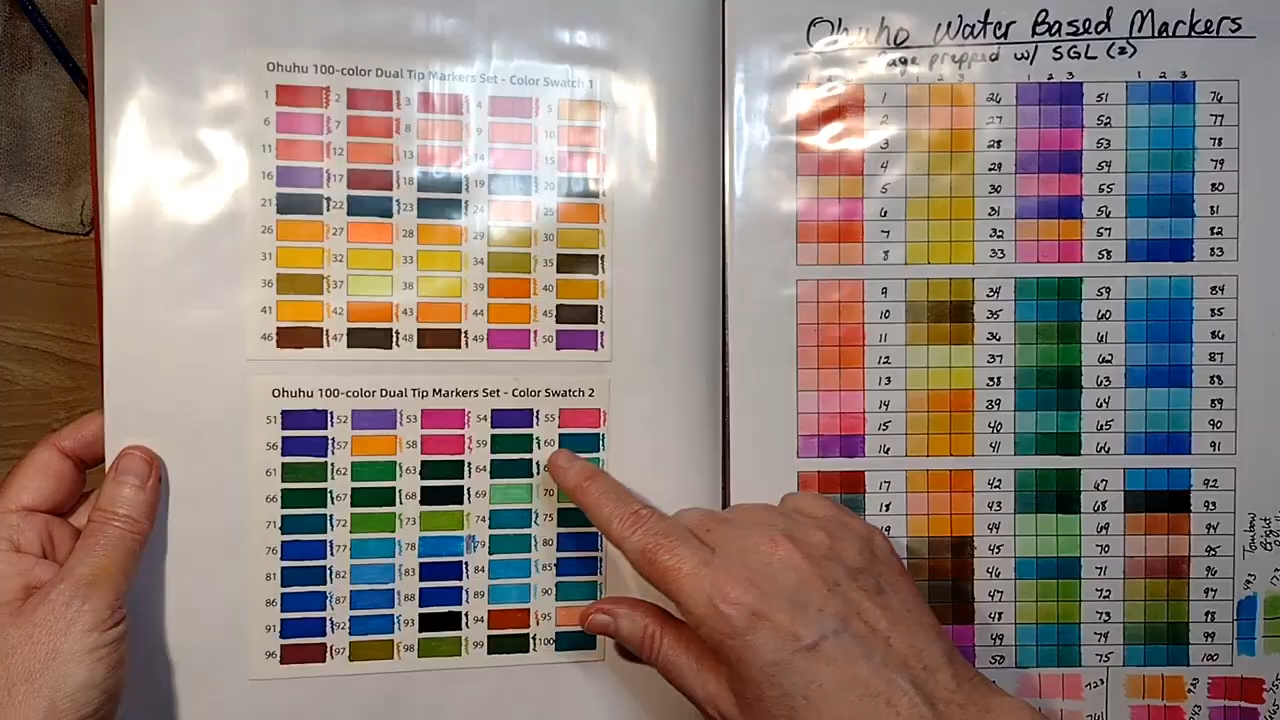 Ohuhu 100-color Dual Tip Markers Set - Color Swatch 1
1 2 3 4 5
6 7 8 9 10
11 12 13 14 15
16 17 18 19 20
21 22 23 24 25
26 27 28 29 30
31 32 33 34 35
36 37 38 39 40
41 42 43 44 45
46 47 48 49 50
Ohuhu 100-color Dual Tip Markers Set - Color Swatch 2
51 52 53 54 55
56 57 58 59 60
61 62 63 64
66 67 68 69 70
71 72 73 74 75
76 77 78 79 80
81 82 83 84 85
86 87 88 89 90
91 92 93 94 95
96 97 98 99 100
Ohuho Water Based Markers
- Page prepped w/ SGL (2)
1 2 3 1 2 3 1 2 3
1 26 51 76
2 27 52 77
3 28 53 78
4 29 54 79
5 30 55 80
6 31 56 81
7 32 57 82
8 33 58 83
9 34 59 84
10 35 60 85
11 36 61 86
12 37 62 87
13 38 63 88
14 39 64 89
15 40 65 90
16 41 66 91
17 42 67 92
18 43 68 93
19 44 69 94
45 70 95
46 71 96
47 72 97
48 73 98
49 74 99
50 75 100
Tombow
Bright
493
723
933